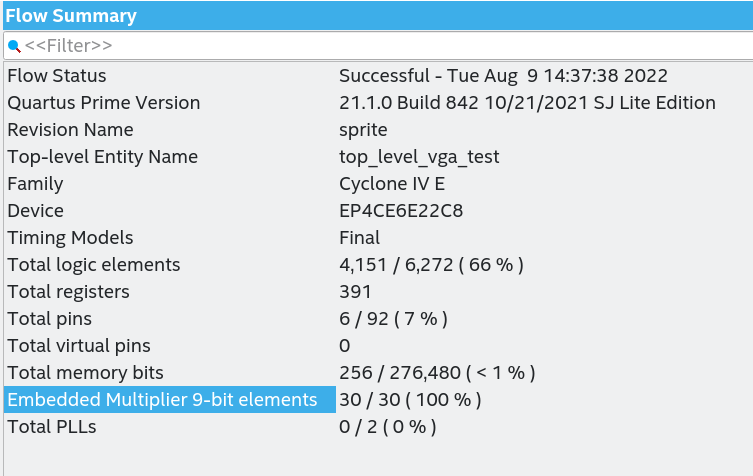 Flow Summary
<<Filter>>
Flow Status Successful - Tue Aug  9 14:37:38 2022
Quartus Prime Version 21.1.0 Build 842 10/21/2021 SJ Lite Edition
Revision Name sprite
Top-level Entity Name top_level_vga_test
Family Cyclone IV E
Device EP4CE6E22C8
Timing Models Final
Total logic elements 4,151 / 6,272 ( 66 % )
Total registers 391
Total pins 6 / 92 ( 7 % )
Total virtual pins 0
Total memory bits 256 / 276,480 ( < 1 % )
Embedded Multiplier 9-bit elements 30 / 30 ( 100 % )
Total PLLs 0 / 2 ( 0 % )